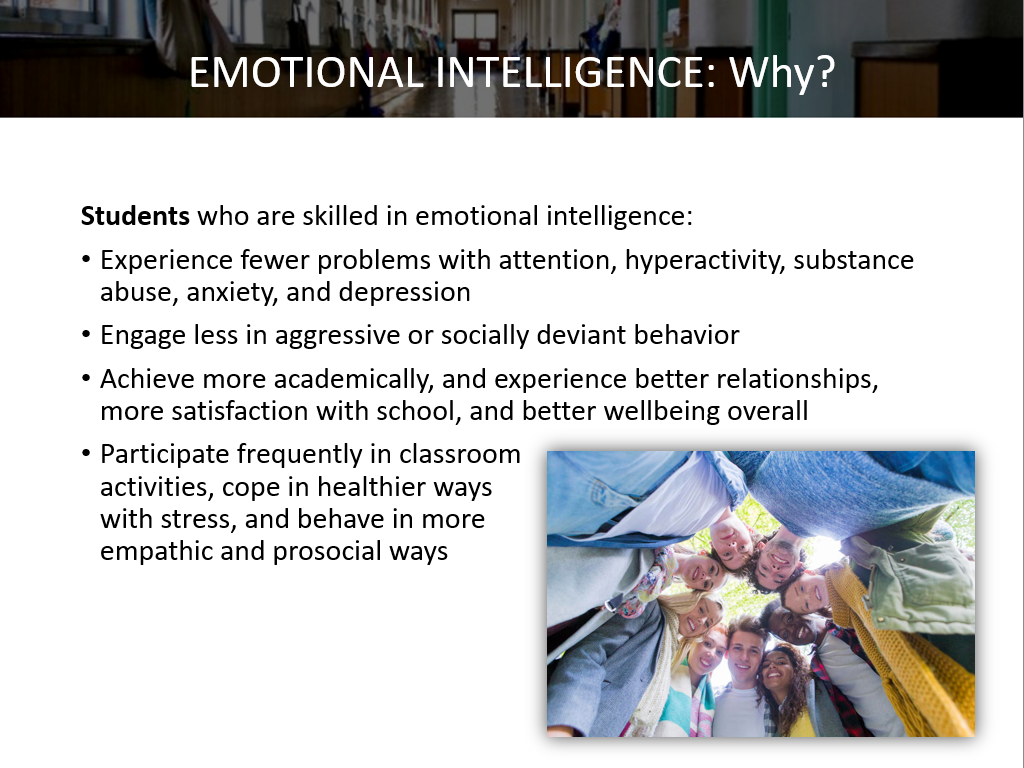 EMOTIONAL INTELLIGENCE: Why?
Students who are skilled in emotional intelligence:
• Experience fewer problems with attention, hyperactivity, substance
abuse, anxiety, and depression
• Engage less in aggressive or socially deviant behavior
• Achieve more academically, and experience better relationships,
more satisfaction with school, and better wellbeing overall
• Participate frequently in classroom
activities, cope in healthier ways
with stress, and behave in more
empathic and prosocial ways